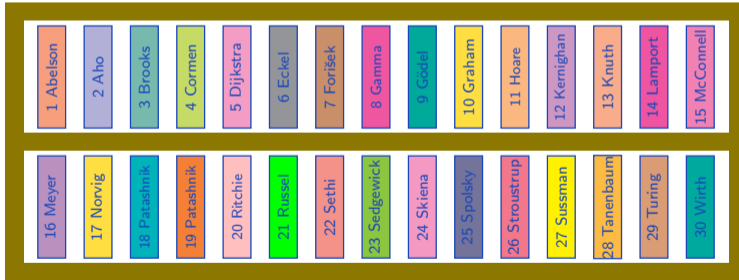 1 Abelson
2 Aho
3 Brooks
4 Cormen
5 Dijkstra
6 Eckel
7 Forišek
8 Gamma
9 Gödel
10 Graham
11 Hoare
12 Kernighan
13 Knuth
14 Lamport
15 McConnell
16 Meyer
17 Norvig
18 Patashnik
19 Patashnik
20 Ritchie
21 Russel
22 Sethi
23 Sedgewick
24 Skiena
25 Spolsky
26 Stroustrup
27 Sussman
28 Tanenbaum
29 Turing
30 Wirth